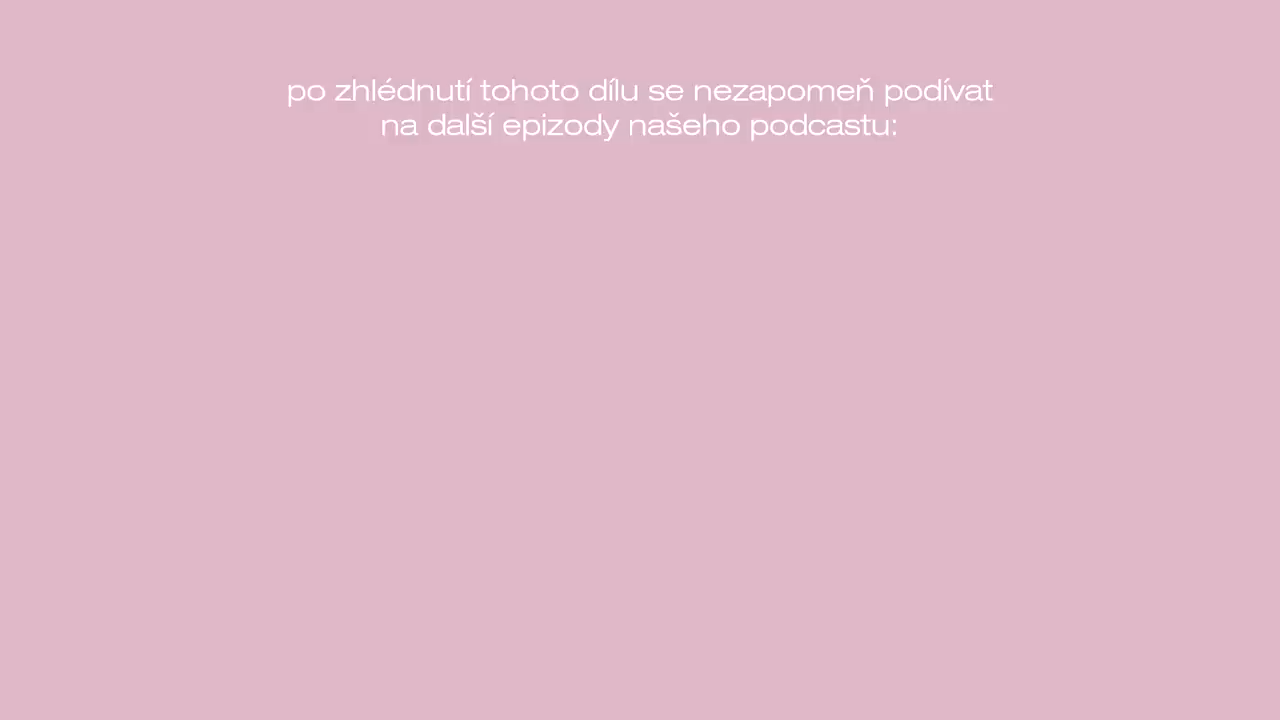 po zhlédnutí tohoto dílu se nezapomeň podívat
na další epizody našeho podcastu: